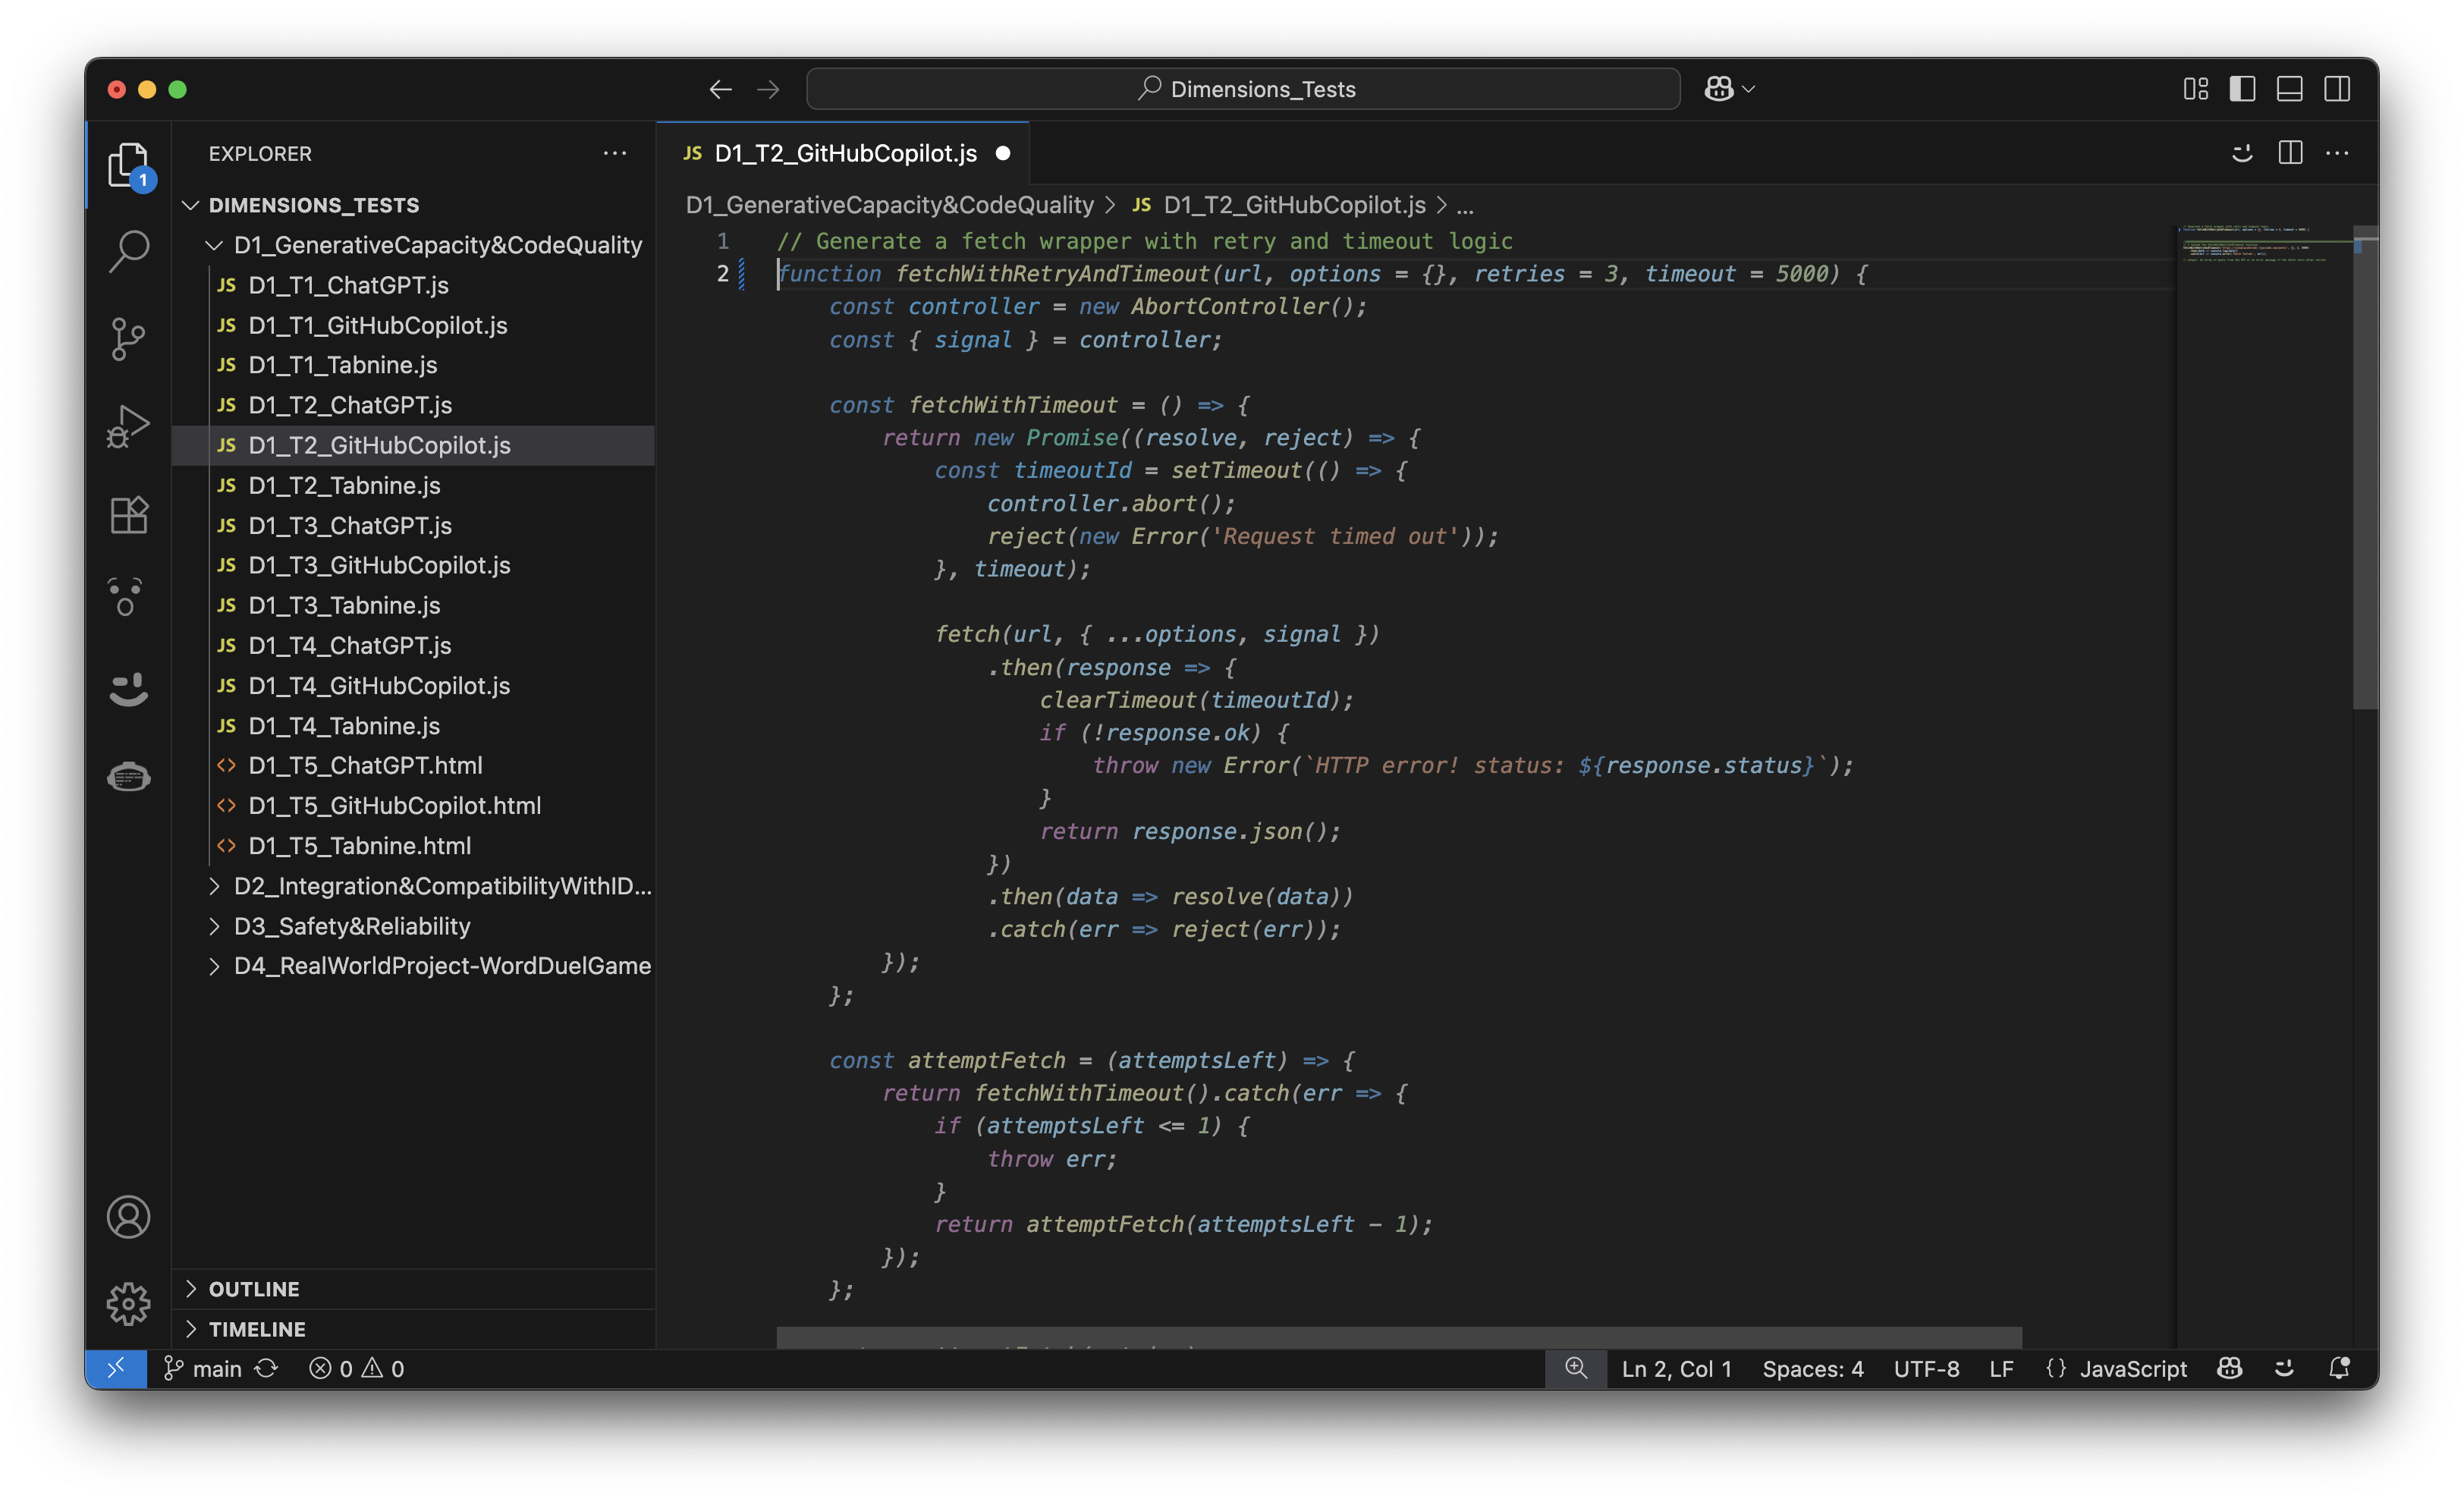 Dimensions_Tests
EXPLORER
1
DIMENSIONS_TESTS
D1_GenerativeCapacity&CodeQuality
JS D1_T1_ChatGPT.js
JS D1_T1_GitHubCopilot.js
JS D1_T1_Tabnine.js
JS D1_T2_ChatGPT.js
JS D1_T2_GitHubCopilot.js
JS D1_T2_Tabnine.js
JS D1_T3_ChatGPT.js
JS D1_T3_GitHubCopilot.js
JS D1_T3_Tabnine.js
JS D1_T4_ChatGPT.js
JS D1_T4_GitHubCopilot.js
JS D1_T4_Tabnine.js
<> D1_T5_ChatGPT.html
<> D1_T5_GitHubCopilot.html
<> D1_T5_Tabnine.html
D2_Integration&CompatibilityWithID...
D3_Safety&Reliability
D4_RealWorldProject-WordDuelGame
OUTLINE
TIMELINE
JS D1_T2_GitHubCopilot.js
D1_GenerativeCapacity&CodeQuality > JS D1_T2_GitHubCopilot.js > ...
1 // Generate a fetch wrapper with retry and timeout logic
2 function fetchWithRetryAndTimeout(url, options = {}, retries = 3, timeout = 5000) {
const controller = new AbortController();
const { signal } = controller;
const fetchWithTimeout = () => {
return new Promise((resolve, reject) => {
const timeoutId = setTimeout(() => {
controller.abort();
reject(new Error('Request timed out'));
}, timeout);
fetch(url, { ...options, signal })
.then(response => {
clearTimeout(timeoutId);
if (!response.ok) {
throw new Error(`HTTP error! status: ${response.status}`);
}
return response.json();
})
.then(data => resolve(data))
.catch(err => reject(err));
});
};
const attemptFetch = (attemptsLeft) => {
return fetchWithTimeout().catch(err => {
if (attemptsLeft <= 1) {
throw err;
}
return attemptFetch(attemptsLeft - 1);
});
};
main 0 0 Ln 2, Col 1 Spaces: 4 UTF-8 LF {} JavaScript